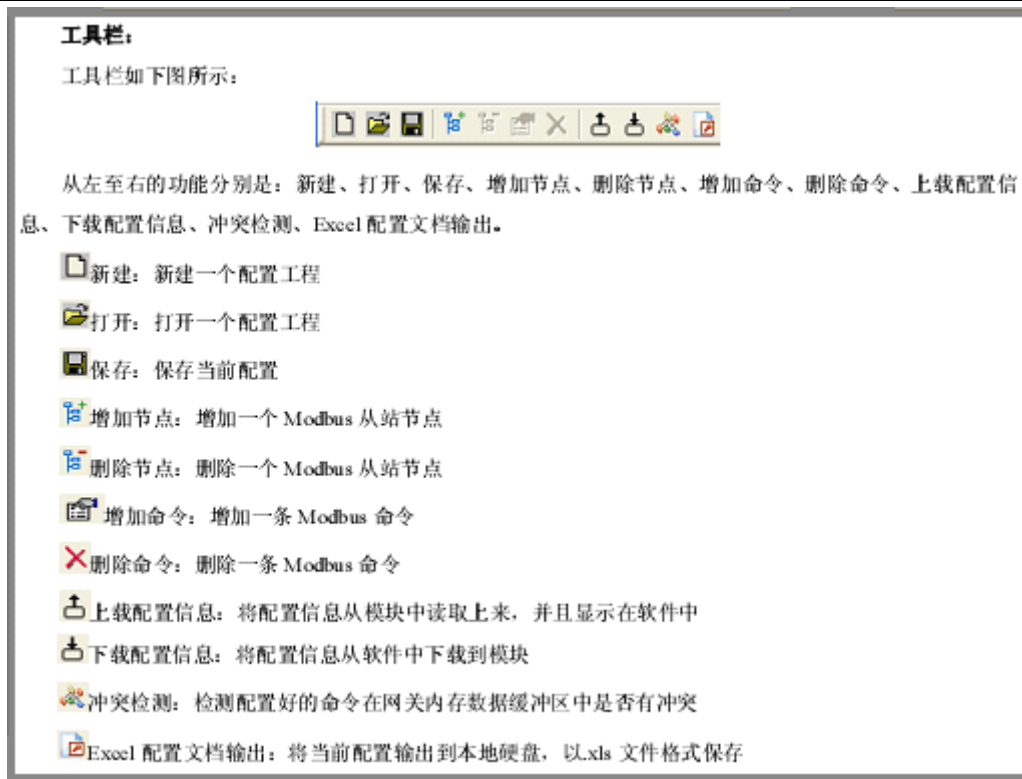 工具栏：
工具栏如下图所示：
从左至右的功能分别是：新建、打开、保存、增加节点、删除节点、增加命令、删除命令、上载配置信
息、下载配置信息、冲突检测、Excel 配置文档输出。
新建：新建一个配置工程
打开：打开一个配置工程
保存：保存当前配置
增加节点：增加一个 Modbus 从站节点
删除节点：删除一个 Modbus 从站节点
增加命令：增加一条 Modbus 命令
删除命令：删除一条 Modbus 命令
上载配置信息：将配置信息从模块中读取上来，并且显示在软件中
下载配置信息：将配置信息从软件中下载到模块
冲突检测：检测配置好的命令在网关内存数据缓冲区中是否有冲突
Excel 配置文档输出：将当前配置输出到本地硬盘，以.xls 文件格式保存